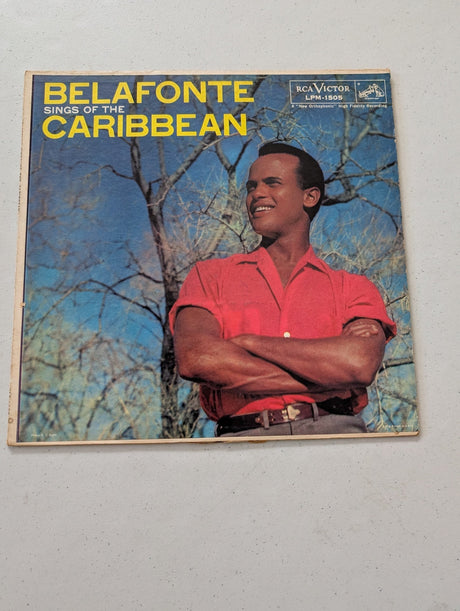 BELAFONTE
SINGS OF THE
CARIBBEAN
RCA VICTOR
LPM-1505
A "New Orthophonic" High Fidelity Recording